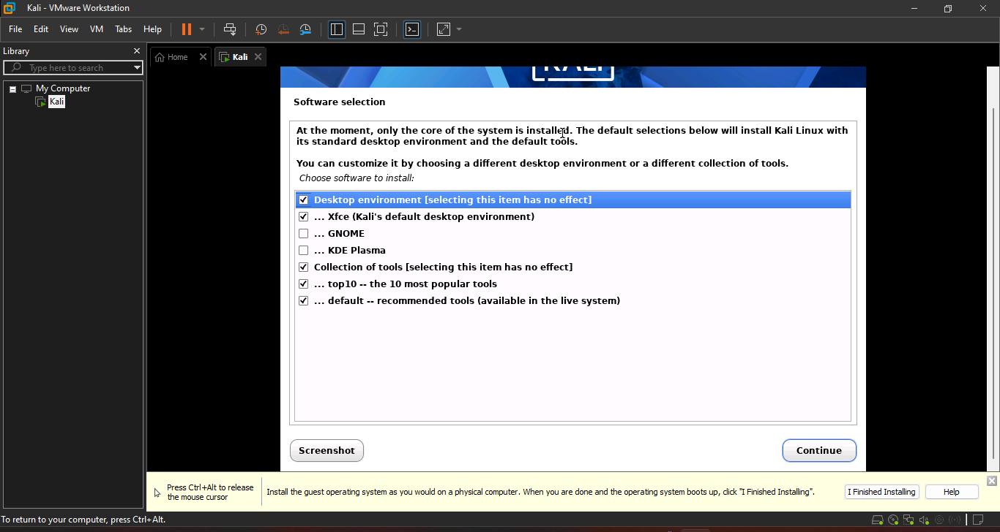 Kali - VMware Workstation
File Edit View VM Tabs Help
Library
Home
Kali
Type here to search
My Computer
Kali
KALI
Software selection
At the moment, only the core of the system is installed. The default selections below will install Kali Linux with
its standard desktop environment and the default tools.
You can customize it by choosing a different desktop environment or a different collection of tools.
Choose software to install:
Desktop environment [selecting this item has no effect]
... Xfce (Kali's default desktop environment)
... GNOME
... KDE Plasma
Collection of tools [selecting this item has no effect]
... top10 -- the 10 most popular tools
... default -- recommended tools (available in the live system)
Screenshot
Continue
Press Ctrl+Alt to release
the mouse cursor
Install the guest operating system as you would on a physical computer. When you are done and the operating system boots up, click "I Finished Installing".
I Finished Installing
Help
To return to your computer, press Ctrl+Alt.